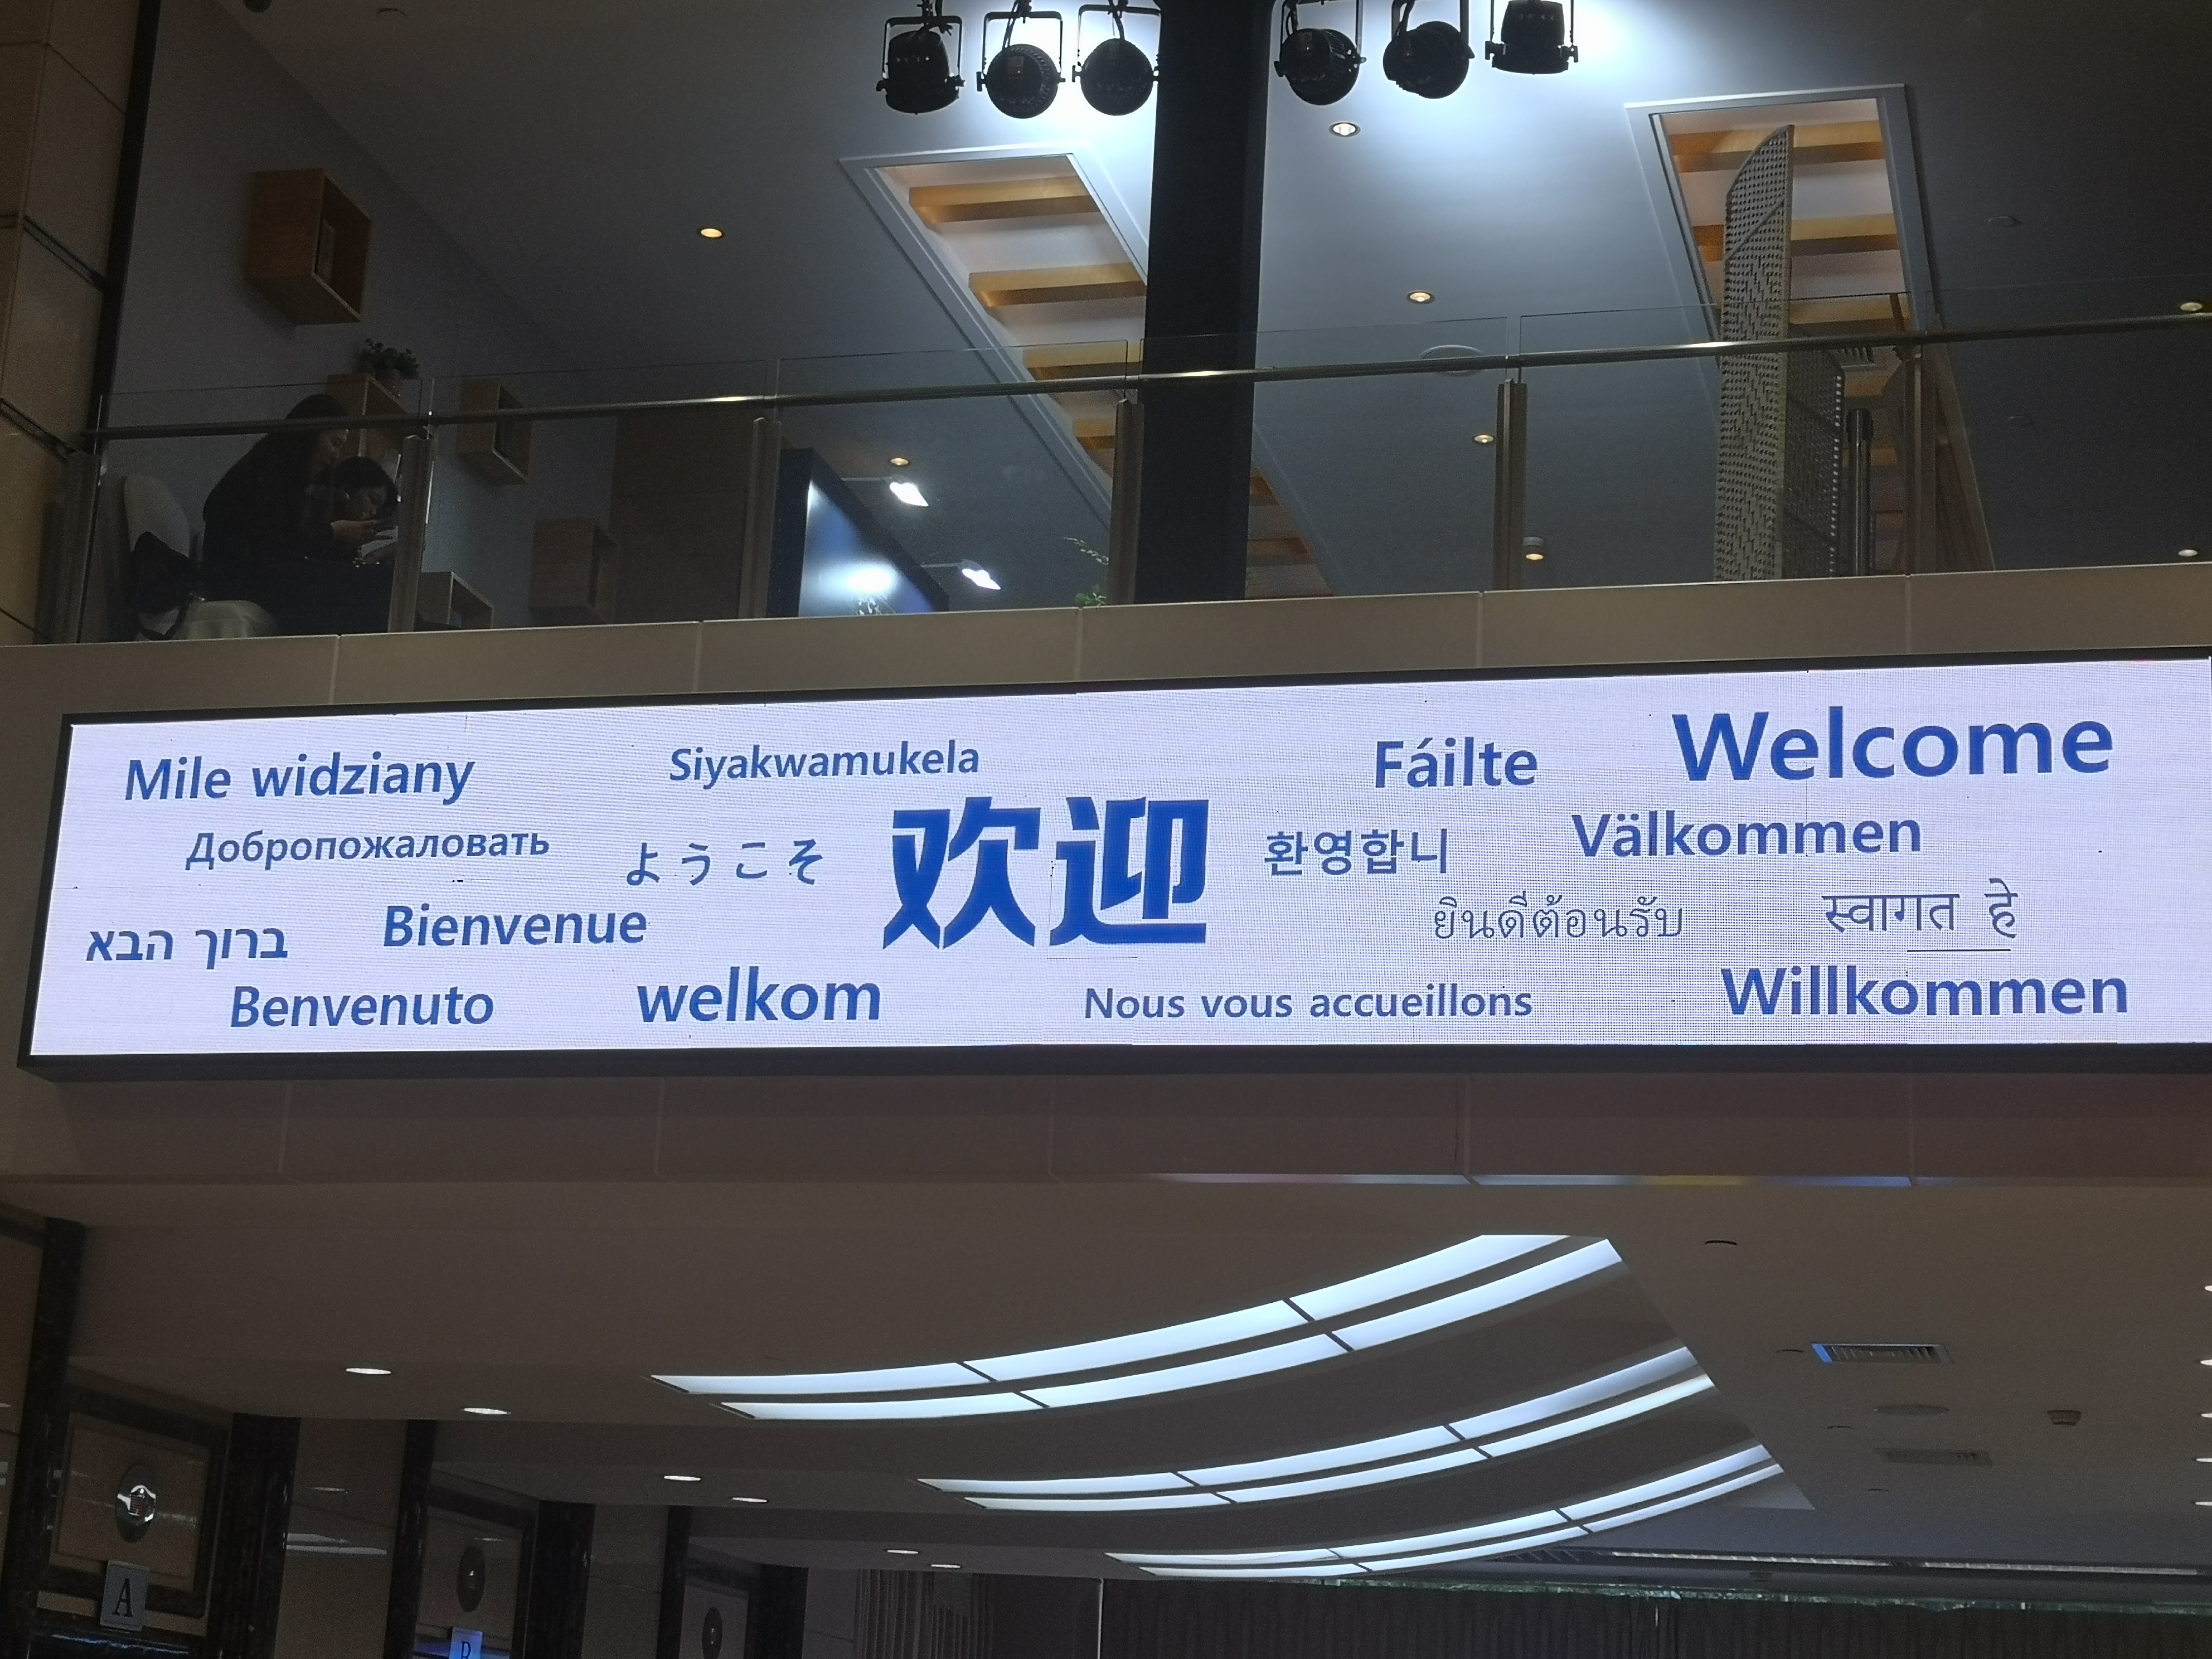 Mile widziany
Siyakwamukela
Fáilte
Welcome
Добропожаловать
ようこそ
欢迎
환영합니
Välkommen
ברוך הבא
Bienvenue
ยินดีต้อนรับ
स्वागत हे
Benvenuto
welkom
Nous vous accueillons
Willkommen
A
B